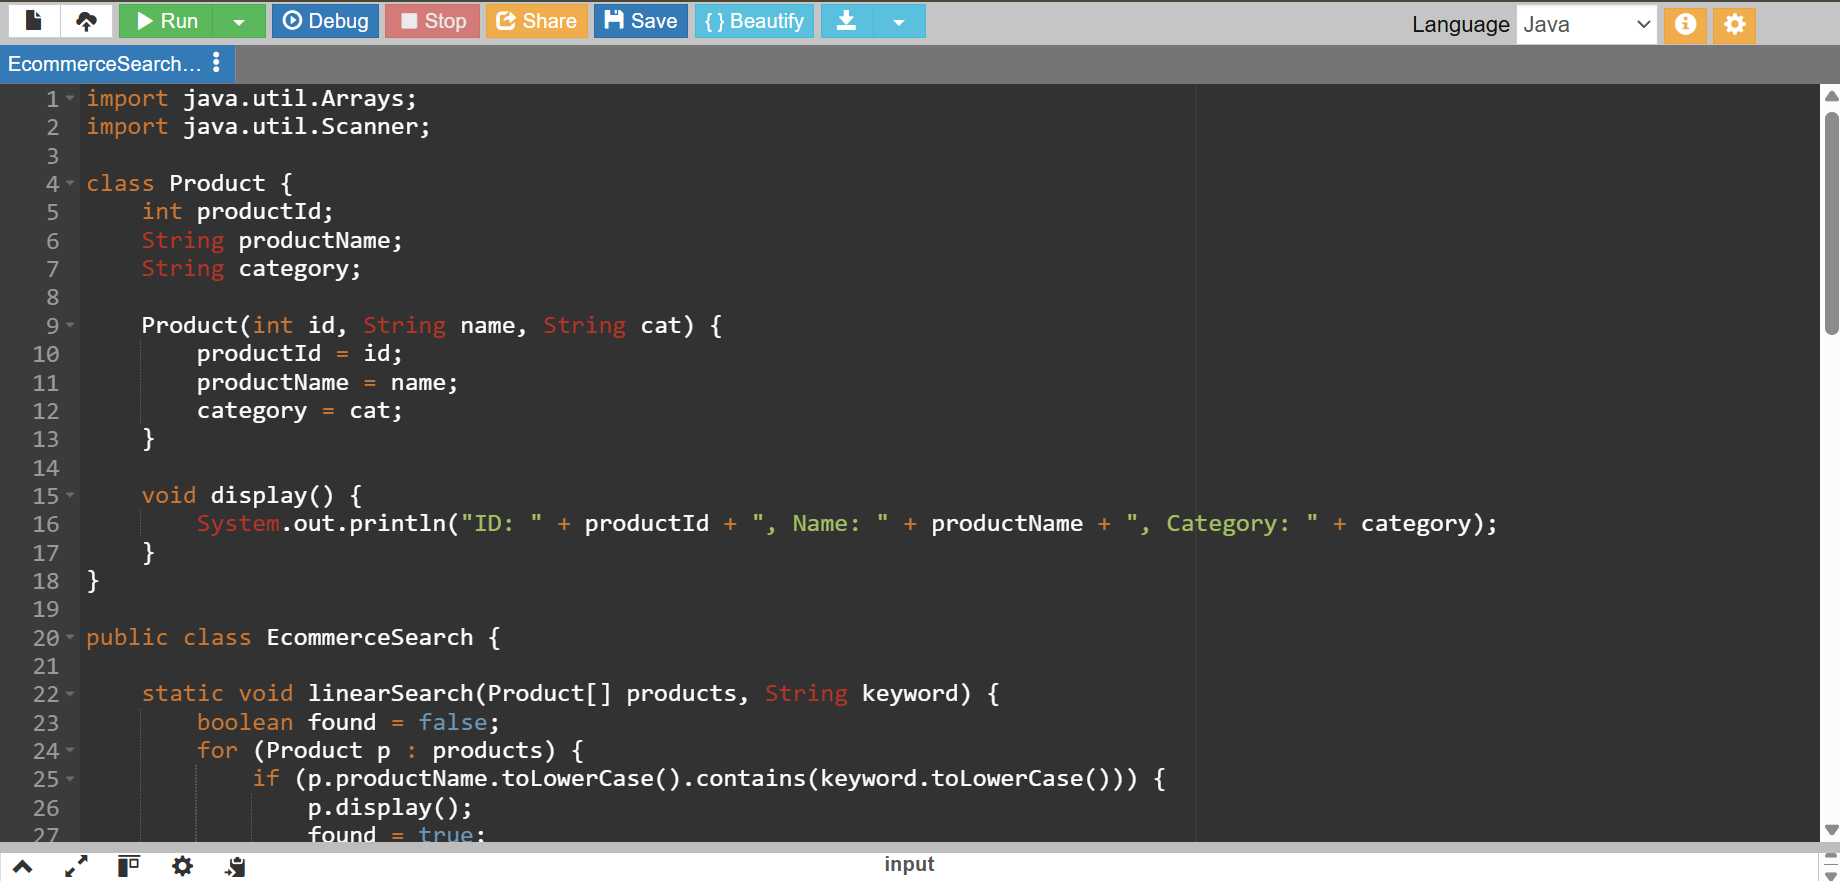 Run Debug Stop Share Save { } Beautify Language Java
EcommerceSearch...
1 import java.util.Arrays;
2 import java.util.Scanner;
3
4 class Product {
5     int productId;
6     String productName;
7     String category;
8
9     Product(int id, String name, String cat) {
10         productId = id;
11         productName = name;
12         category = cat;
13     }
14
15     void display() {
16         System.out.println("ID: " + productId + ", Name: " + productName + ", Category: " + category);
17     }
18 }
19
20 public class EcommerceSearch {
21
22     static void linearSearch(Product[] products, String keyword) {
23         boolean found = false;
24         for (Product p : products) {
25             if (p.productName.toLowerCase().contains(keyword.toLowerCase())) {
26                 p.display();
27                 found = true;
input